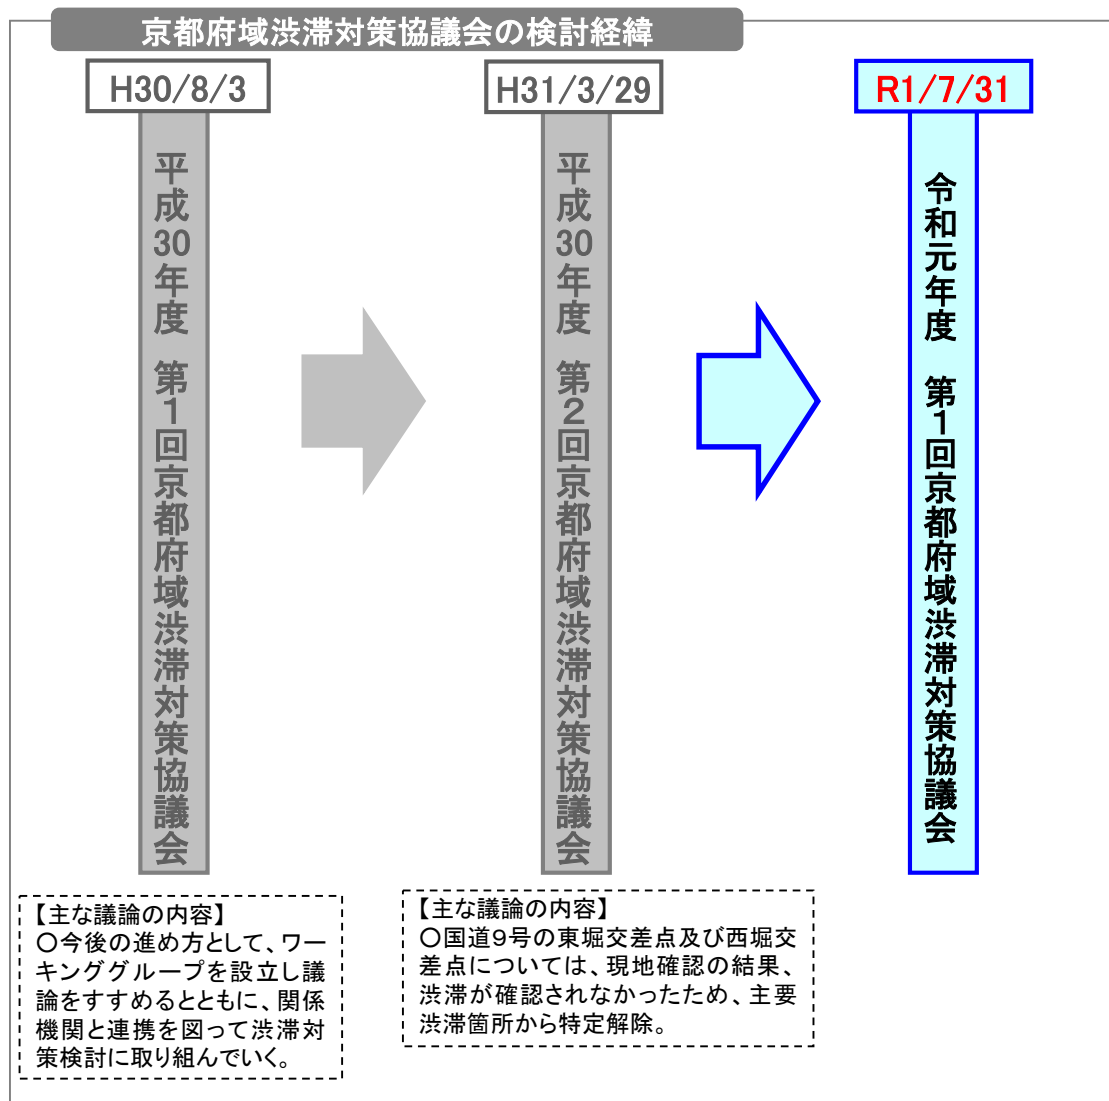 京都府域渋滞対策協議会の検討経緯
H30/8/3
平成30年度 第1回京都府域渋滞対策協議会
【主な議論の内容】
〇今後の進め方として、ワー
キンググループを設立し議
論をすすめるとともに、関係
機関と連携を図って渋滞対
策検討に取り組んでいく。
H31/3/29
平成30年度 第2回京都府域渋滞対策協議会
【主な議論の内容】
〇国道9号の東堀交差点及び西堀交
差点については、現地確認の結果、
渋滞が確認されなかったため、主要
渋滞箇所から特定解除。
R1/7/31
令和元年度 第1回京都府域渋滞対策協議会